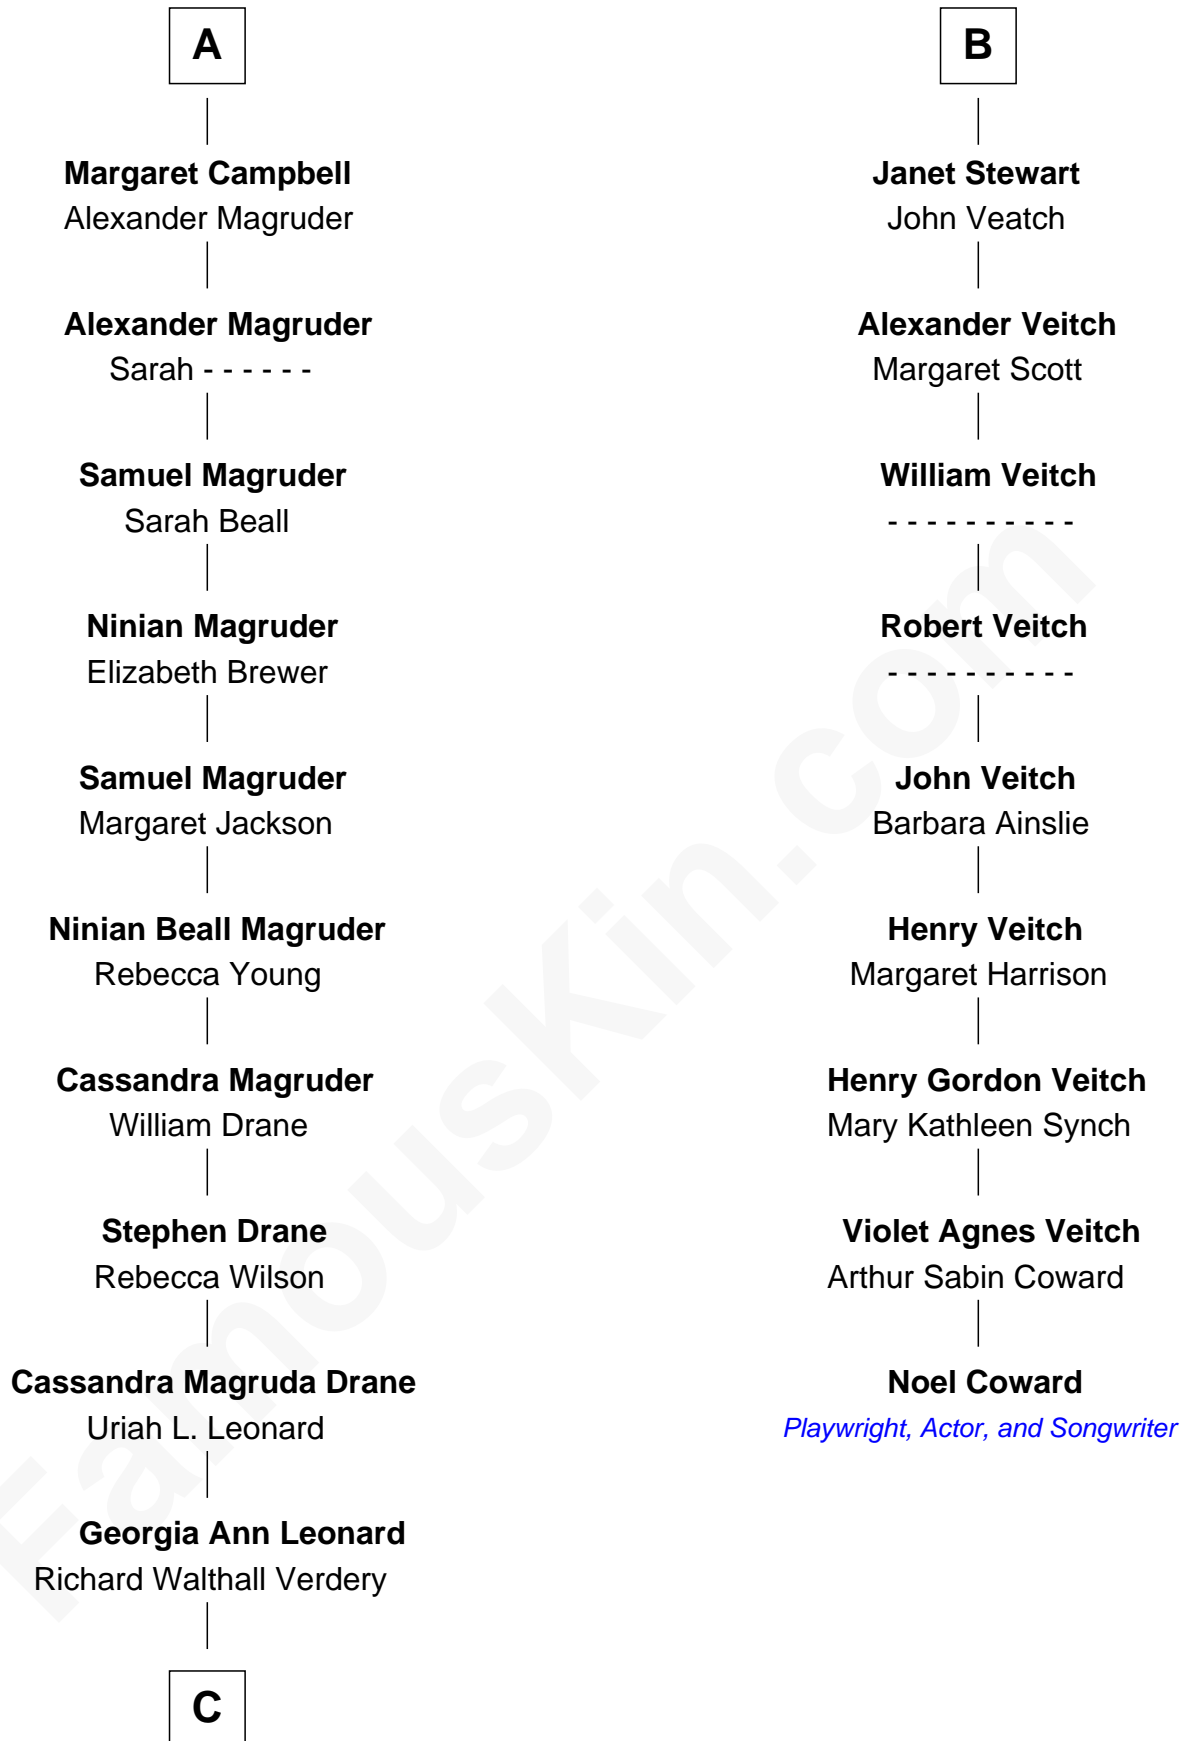 A
Margaret Campbell
Alexander Magruder
Alexander Magruder
Sarah - - - - - -
Samuel Magruder
Sarah Beall
Ninian Magruder
Elizabeth Brewer
Samuel Magruder
Margaret Jackson
Ninian Beall Magruder
Rebecca Young
Cassandra Magruder
William Drane
Stephen Drane
Rebecca Wilson
Cassandra Magruda Drane
Uriah L. Leonard
Georgia Ann Leonard
Richard Walthall Verdery
C
B
Janet Stewart
John Veatch
Alexander Veitch
Margaret Scott
William Veitch
- - - - - - - - - -
Robert Veitch
- - - - - - - - - -
John Veitch
Barbara Ainslie
Henry Veitch
Margaret Harrison
Henry Gordon Veitch
Mary Kathleen Synch
Violet Agnes Veitch
Arthur Sabin Coward
Noel Coward
Playwright, Actor, and Songwriter
FamousKin.com